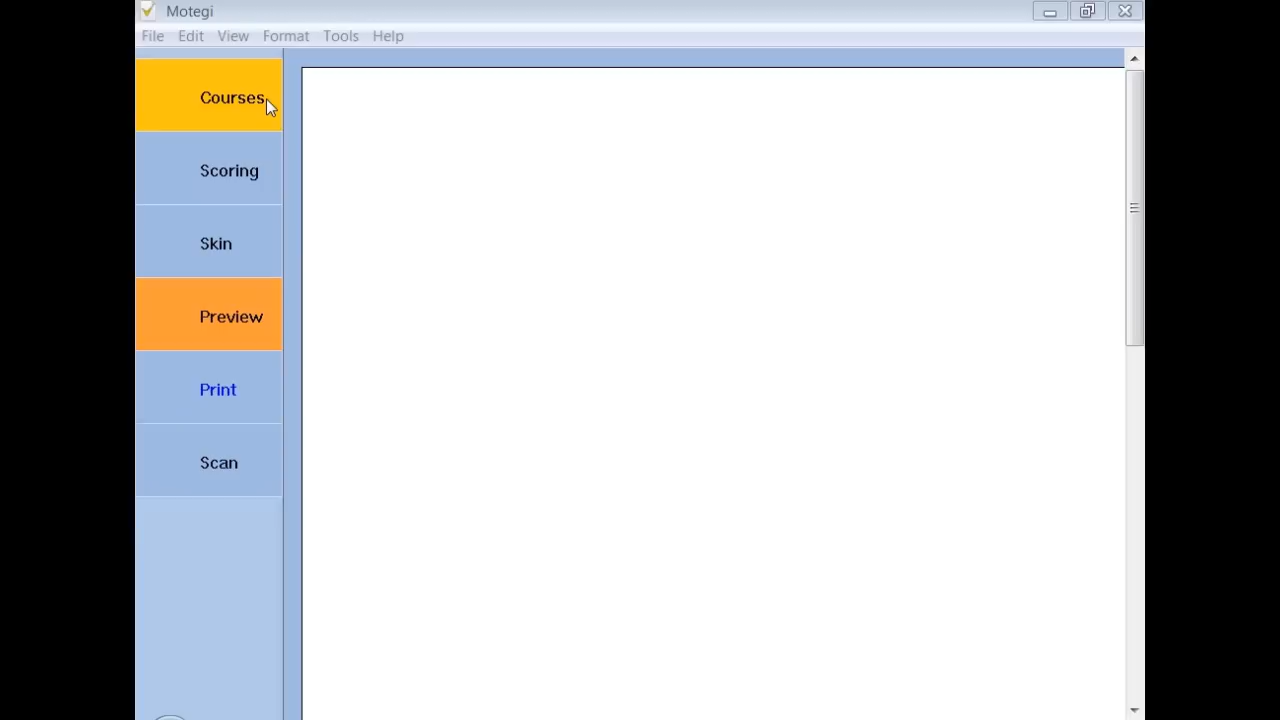 Motegi
File Edit View Format Tools Help
Courses
Scoring
Skin
Preview
Print
Scan